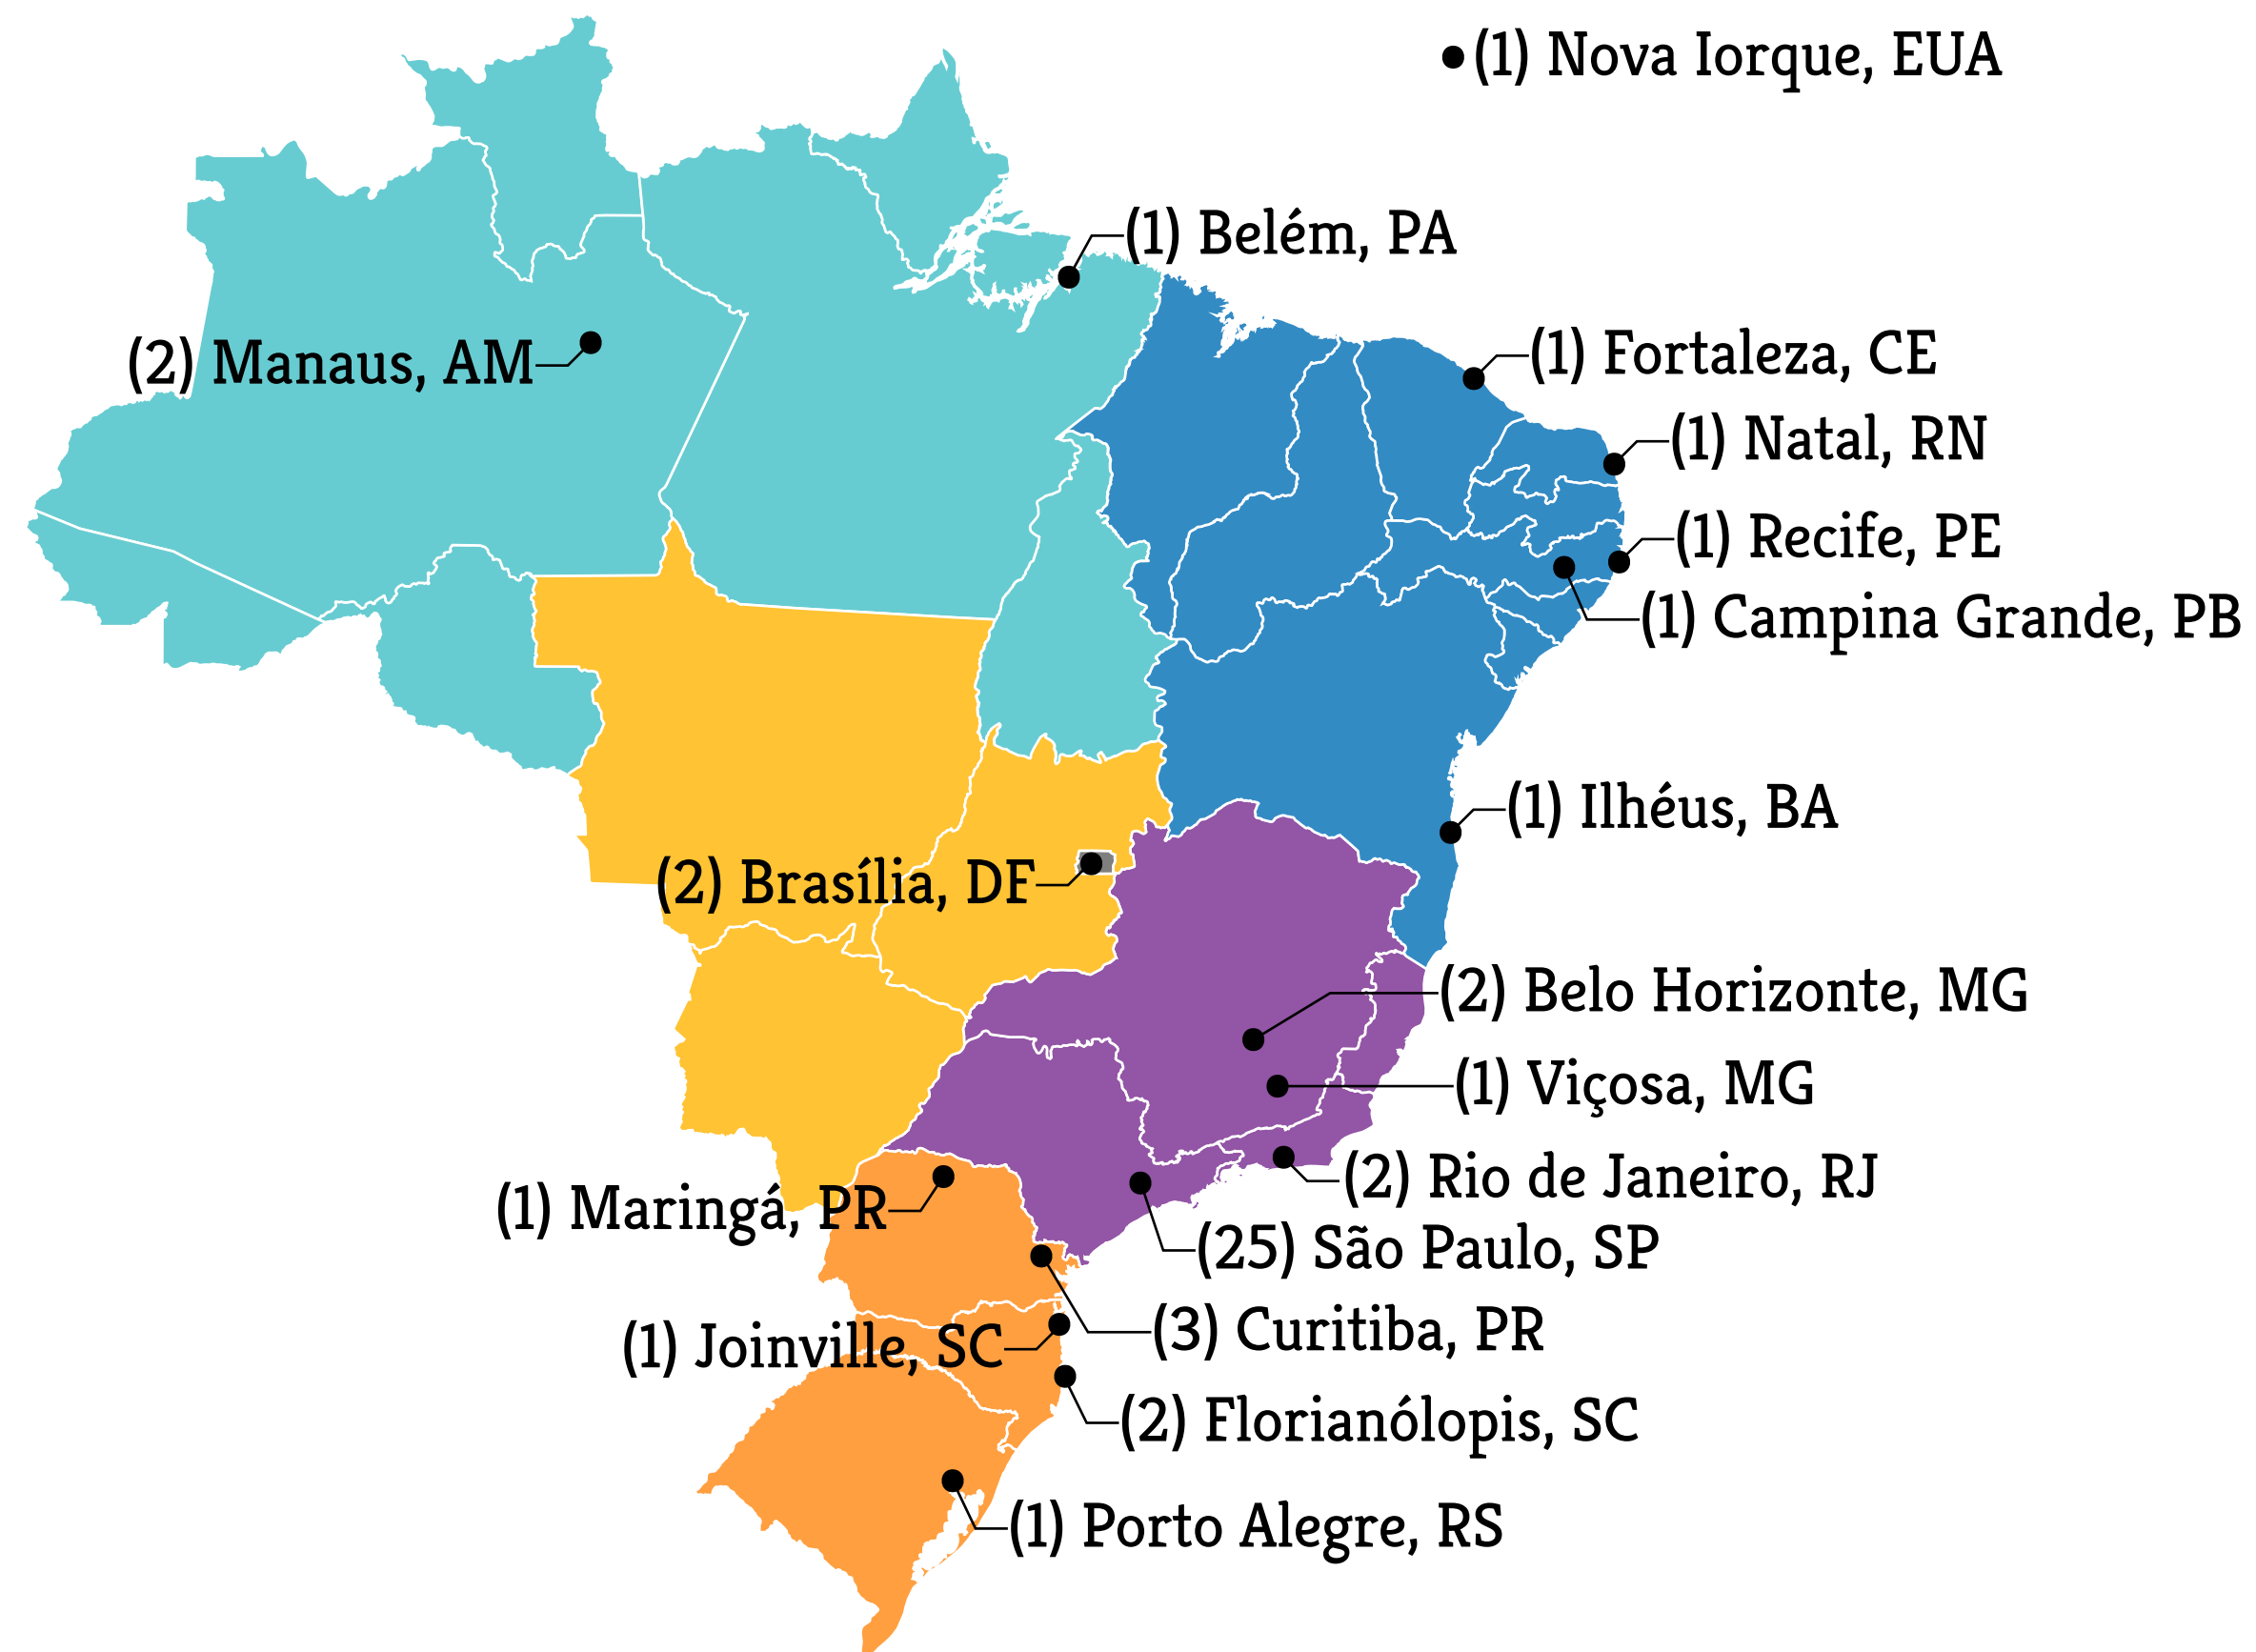 (1) Nova Iorque, EUA
(1) Belém, PA
(2) Manaus, AM
(1) Fortaleza, CE
(1) Natal, RN
(1) Recife, PE
(1) Campina Grande, PB
(1) Ilhéus, BA
(2) Brasília, DF
(2) Belo Horizonte, MG
(1) Viçosa, MG
(2) Rio de Janeiro, RJ
(1) Maringá, PR
(25) São Paulo, SP
(3) Curitiba, PR
(1) Joinville, SC
(2) Florianólopis, SC
(1) Porto Alegre, RS